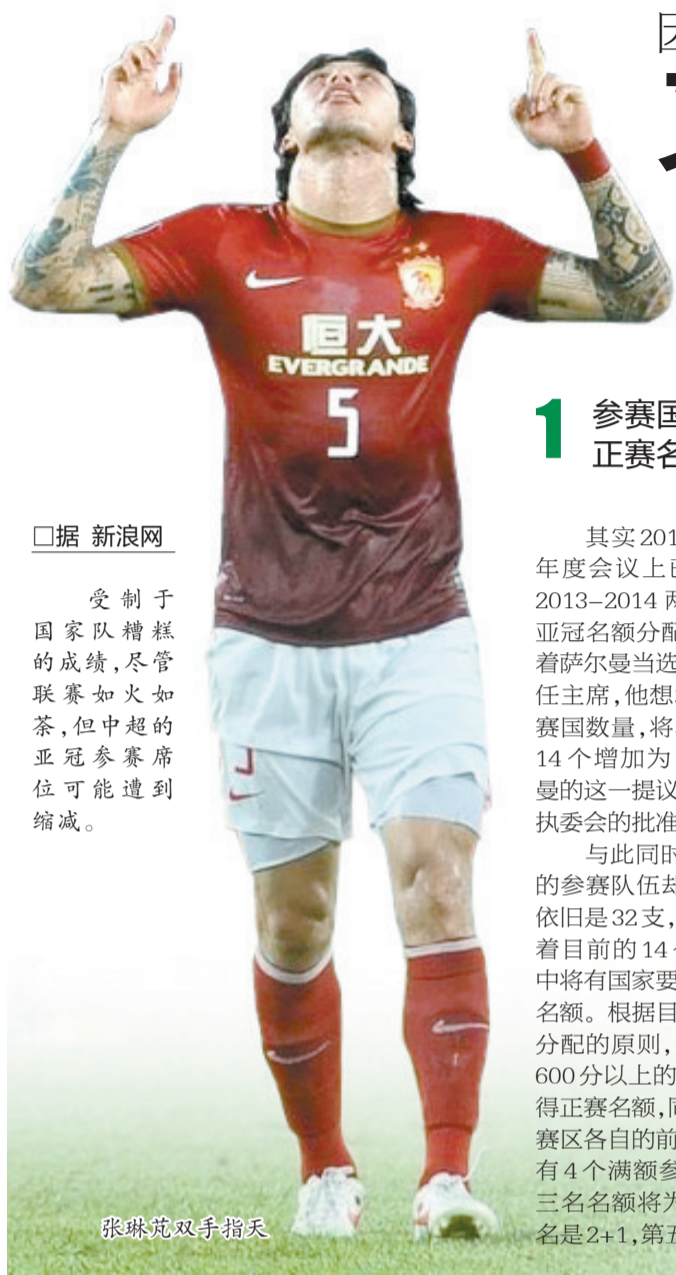 因
恒大
EVERGRANDE
5
1 参赛国
正赛名
□据 新浪网
受制于
国家队糟糕
的成绩,尽管
联赛如火如
荼,但中超的
亚冠参赛席
位可能遭到
缩减。
其实201
年度会议上已
2013–2014 两
亚冠名额分配
着萨尔曼当选
任主席,他想
赛国数量,将
14个增加为
曼的这一提议
执委会的批准
与此同时
的参赛队伍却
依旧是32支,
着目前的14个
中将有国家要
名额。根据目
分配的原则,
600分以上的
得正赛名额,同
赛区各自的前
有4个满额参
三名名额将为
名是2+1,第五
张琳芃双手指天